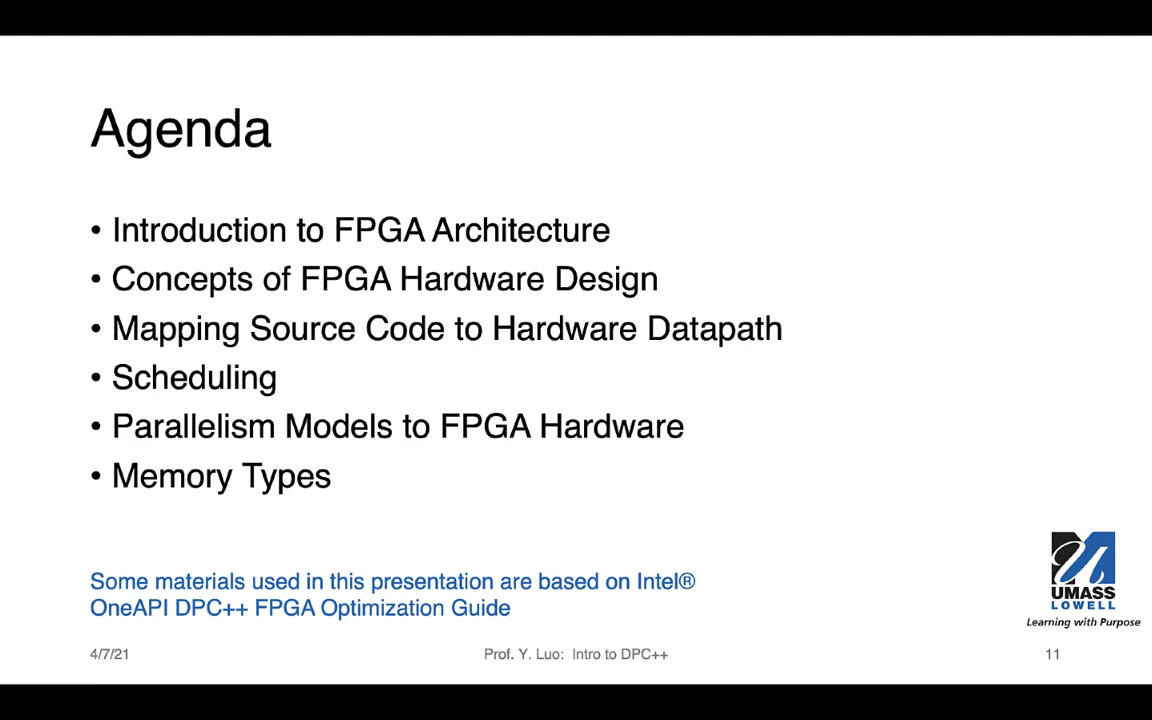 Agenda
• Introduction to FPGA Architecture
• Concepts of FPGA Hardware Design
• Mapping Source Code to Hardware Datapath
• Scheduling
• Parallelism Models to FPGA Hardware
• Memory Types
Some materials used in this presentation are based on Intel®
OneAPI DPC++ FPGA Optimization Guide
UMASS
LOWELL
Learning with Purpose
4/7/21
Prof. Y. Luo: Intro to DPC++
11